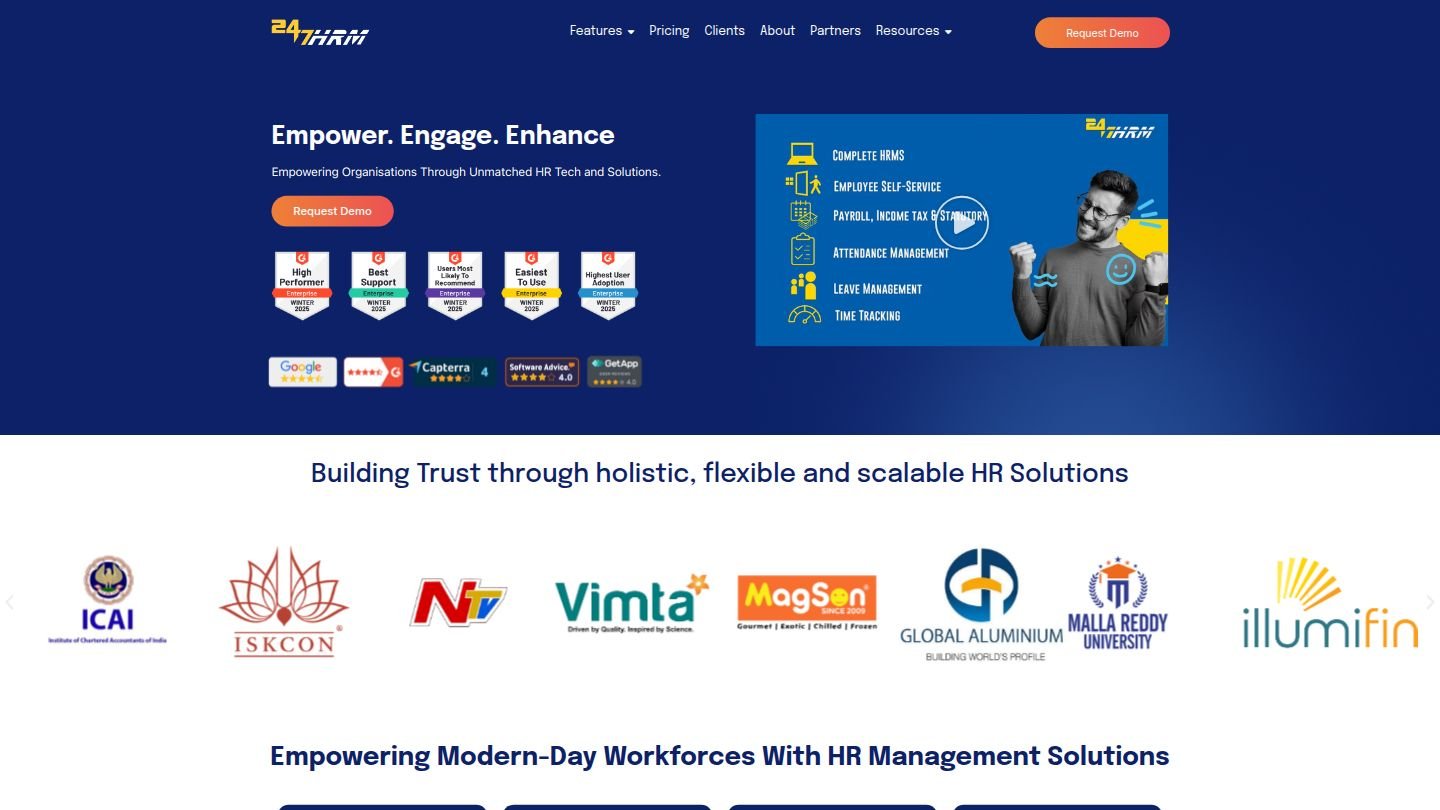 247HRM
Features
Pricing
Clients
About
Partners
Resources
Request Demo
Empower. Engage. Enhance
Empowering Organisations Through Unmatched HR Tech and Solutions.
Request Demo
High
Performer
Enterprise
WINTER
2025
Best
Support
Enterprise
WINTER
2025
Users Most
Likely To
Recommend
Enterprise
WINTER
2025
Easiest
To Use
Enterprise
WINTER
2025
Highest User
Adoption
Enterprise
WINTER
2025
Google
G
Capterra 4
Software Advice.
4.0
GetApp
USER REVIEWS
4.0
247HRM
COMPLETE HRMS
EMPLOYEE SELF-SERVICE
PAYROLL, INCOME TAX & STATUTORY
ATTENDANCE MANAGEMENT
LEAVE MANAGEMENT
TIME TRACKING
Building Trust through holistic, flexible and scalable HR Solutions
ICAI
Institute of Chartered Accountants of India
ISKCON
®
NTV
Vimta
Driven by Quality. Inspired by Science.
MagSon
SINCE 2009
Gourmet | Exotic | Chilled | Frozen
GLOBAL ALUMINIUM
BUILDING WORLD'S PROFILE
MALLA REDDY
UNIVERSITY
illumifin
Empowering Modern-Day Workforces With HR Management Solutions